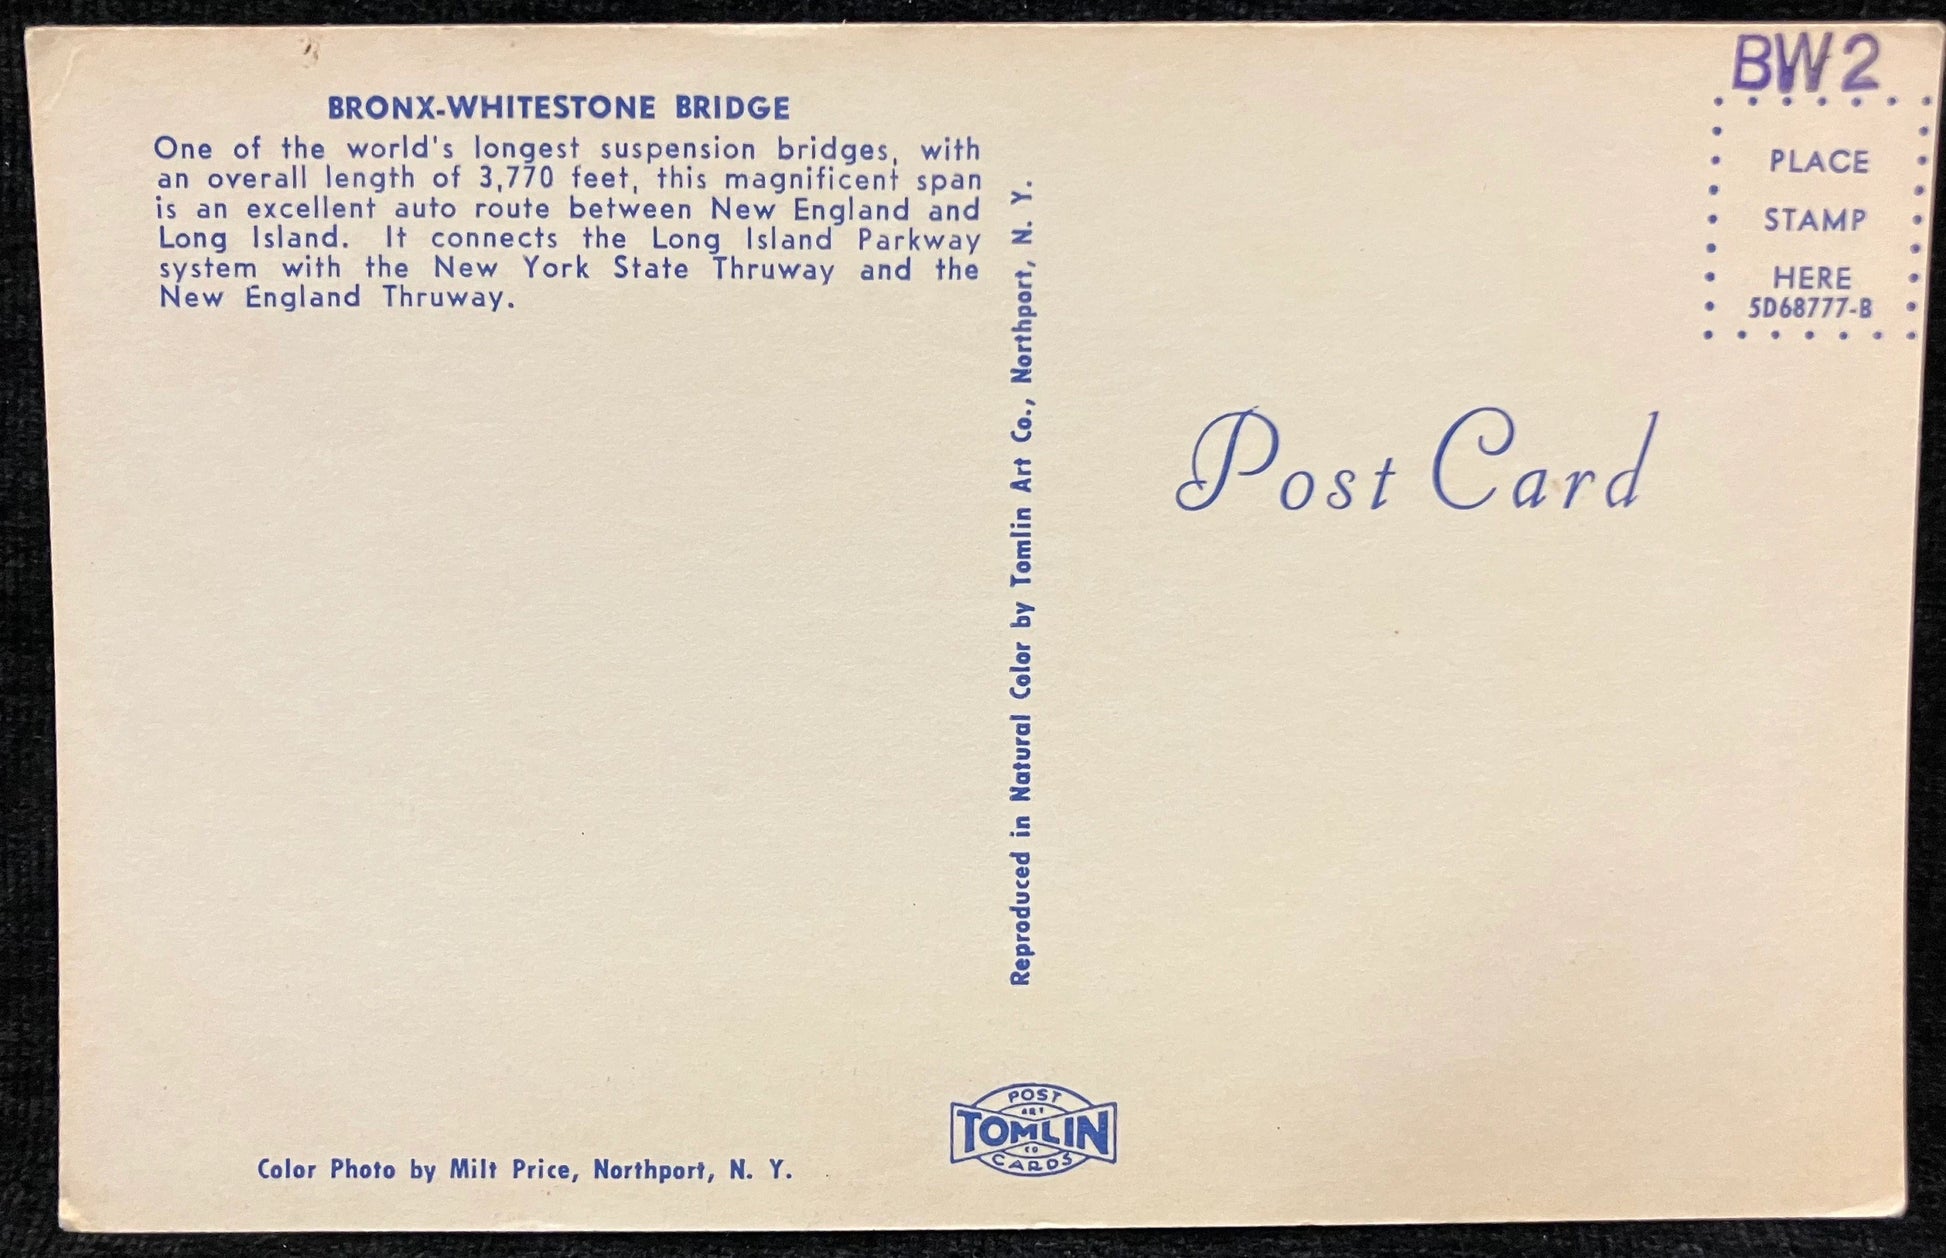 BRONX-WHITESTONE BRIDGE
One of the world's longest suspension bridges, with
an overall length of 3,770 feet, this magnificent span
is an excellent auto route between New England and
Long Island. It connects the Long Island Parkway
system with the New York State Thruway and the
New England Thruway.
Color Photo by Milt Price, Northport, N. Y.
Reproduced in Natural Color by Tomlin Art Co., Northport, N. Y.
POST
ART
TOMLIN
CO
CARDS
BW2
PLACE
STAMP
HERE
5D68777-B
Post Card